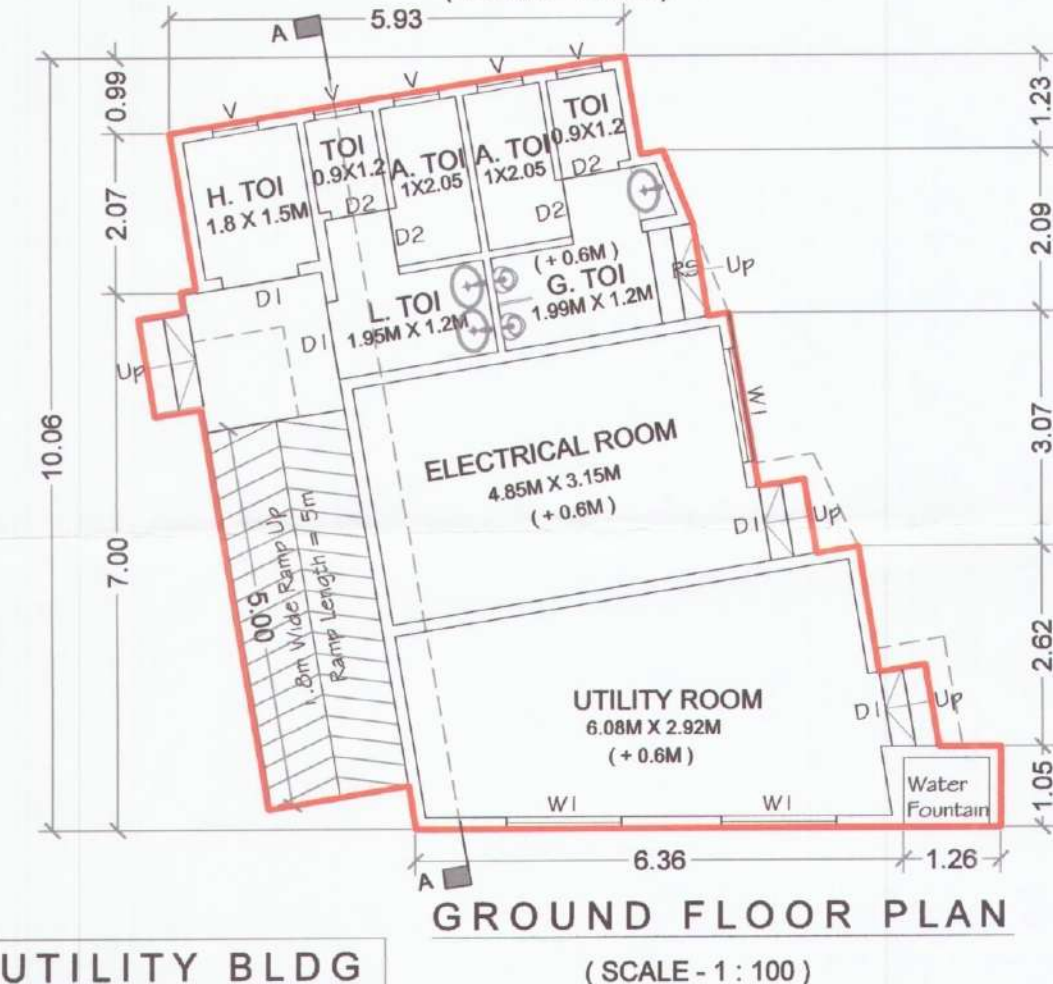 5.93
A
0.99
1.23
V
V
V
V
V
TOI
0.9X1.2
TOI
0.9X1.2
A. TOI
1X2.05
A. TOI
1X2.05
H. TOI
1.8 X 1.5M
D2
D2
D2
D2
2.07
2.09
(+ 0.6M)
G. TOI
1.99M X 1.2M
RS
Up
D1
D1
L. TOI
1.95M X 1.2M
Up
W1
3.07
10.06
ELECTRICAL ROOM
4.85M X 3.15M
(+ 0.6M)
D1
Up
7.00
5.00
1.8m Wide Ramp Up
Ramp Length = 5m
2.62
UTILITY ROOM
6.08M X 2.92M
(+ 0.6M)
D1
Up
Water
Fountain
1.05
W1
W1
6.36
1.26
A
GROUND FLOOR PLAN
UTILITY BLDG
( SCALE - 1 : 100 )